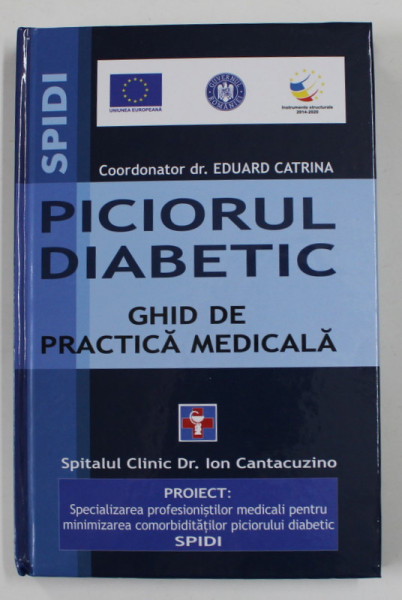 SPIDI
UNIUNEA EUROPEANĂ
GUVERNUL ROMÂNIEI
Instrumente structurale
2014-2020
Coordonator dr. EDUARD CATRINA
PICIORUL
DIABETIC
GHID DE
PRACTICĂ MEDICALĂ
Spitalul Clinic Dr. Ion Cantacuzino
PROIECT:
Specializarea profesioniștilor medicali pentru
minimizarea comorbidităților piciorului diabetic
SPIDI